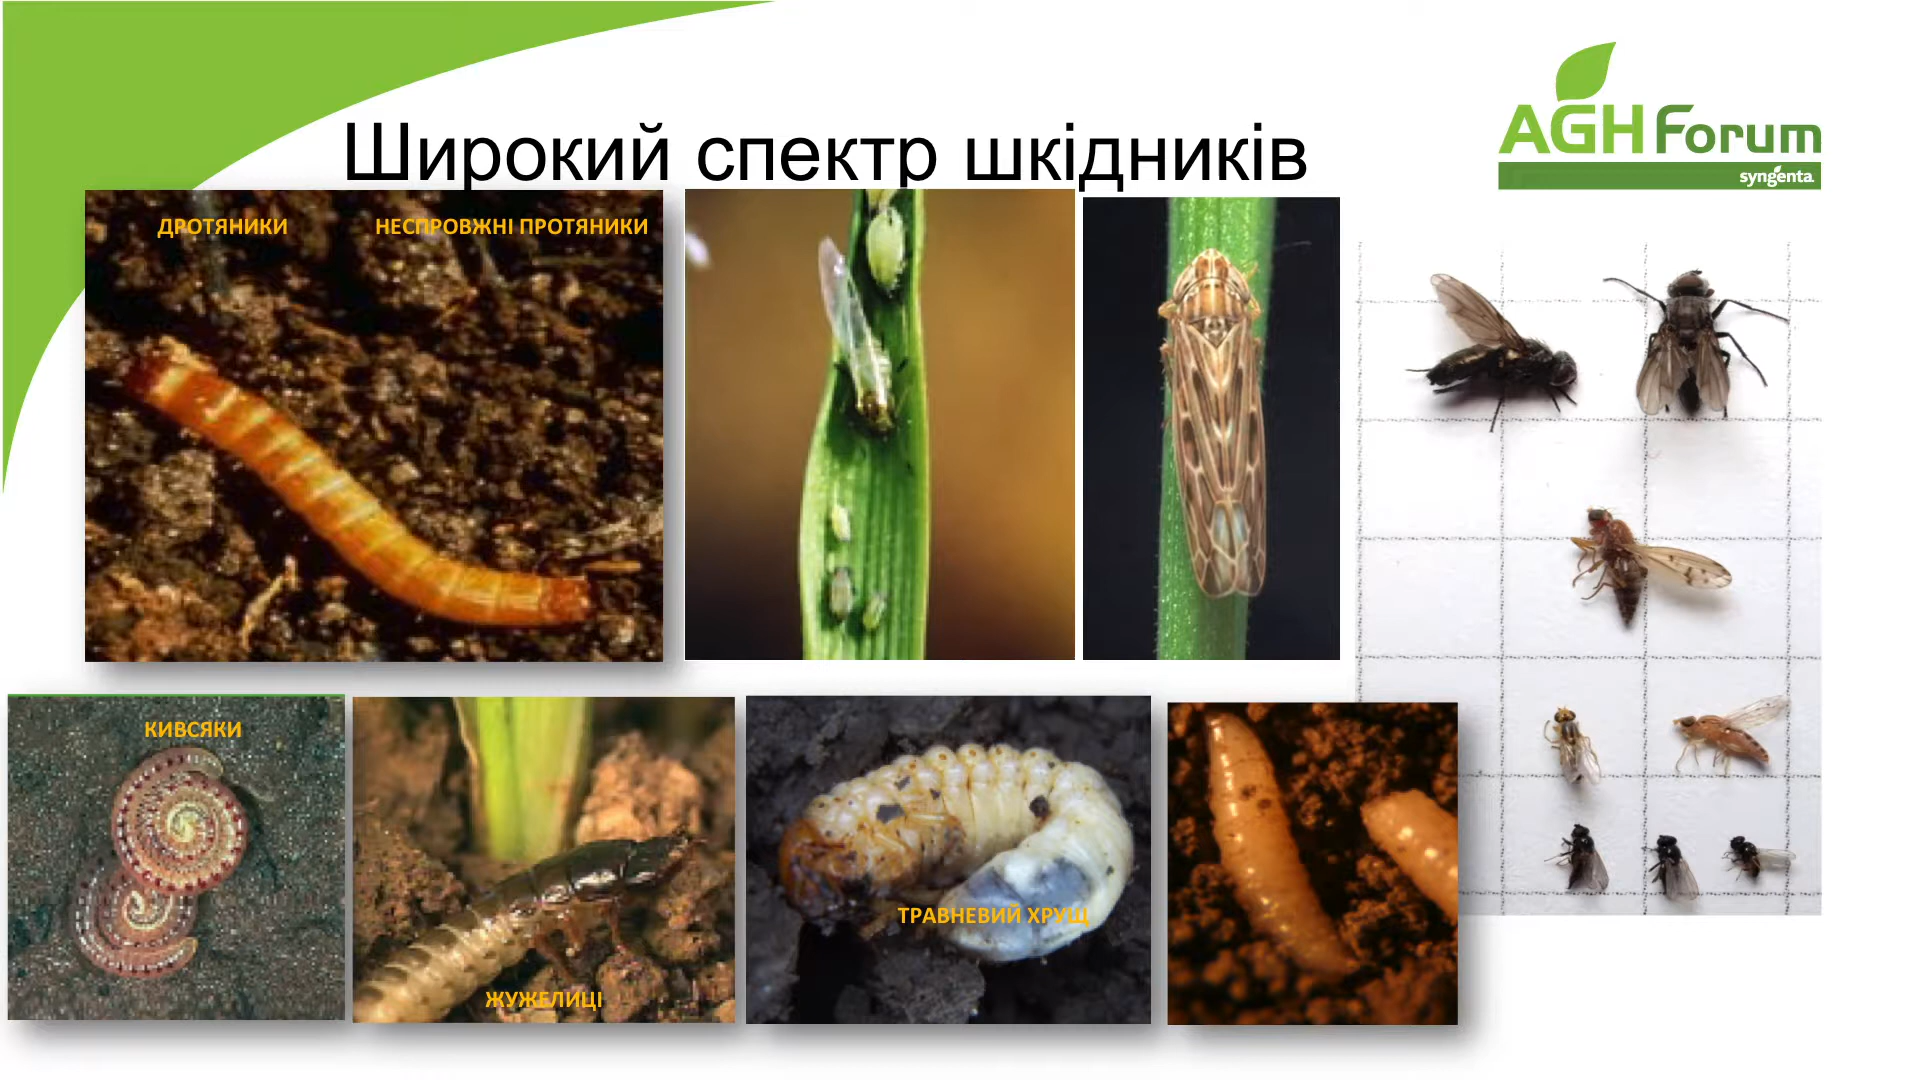 Широкий спектр шкідників
AGH Forum
syngenta
ДРОТЯНИКИ
НЕСПРОВЖНІ ПРОТЯНИКИ
КИВСЯКИ
ЖУЖЕЛИЦІ
ТРАВНЕВИЙ ХРУЩ